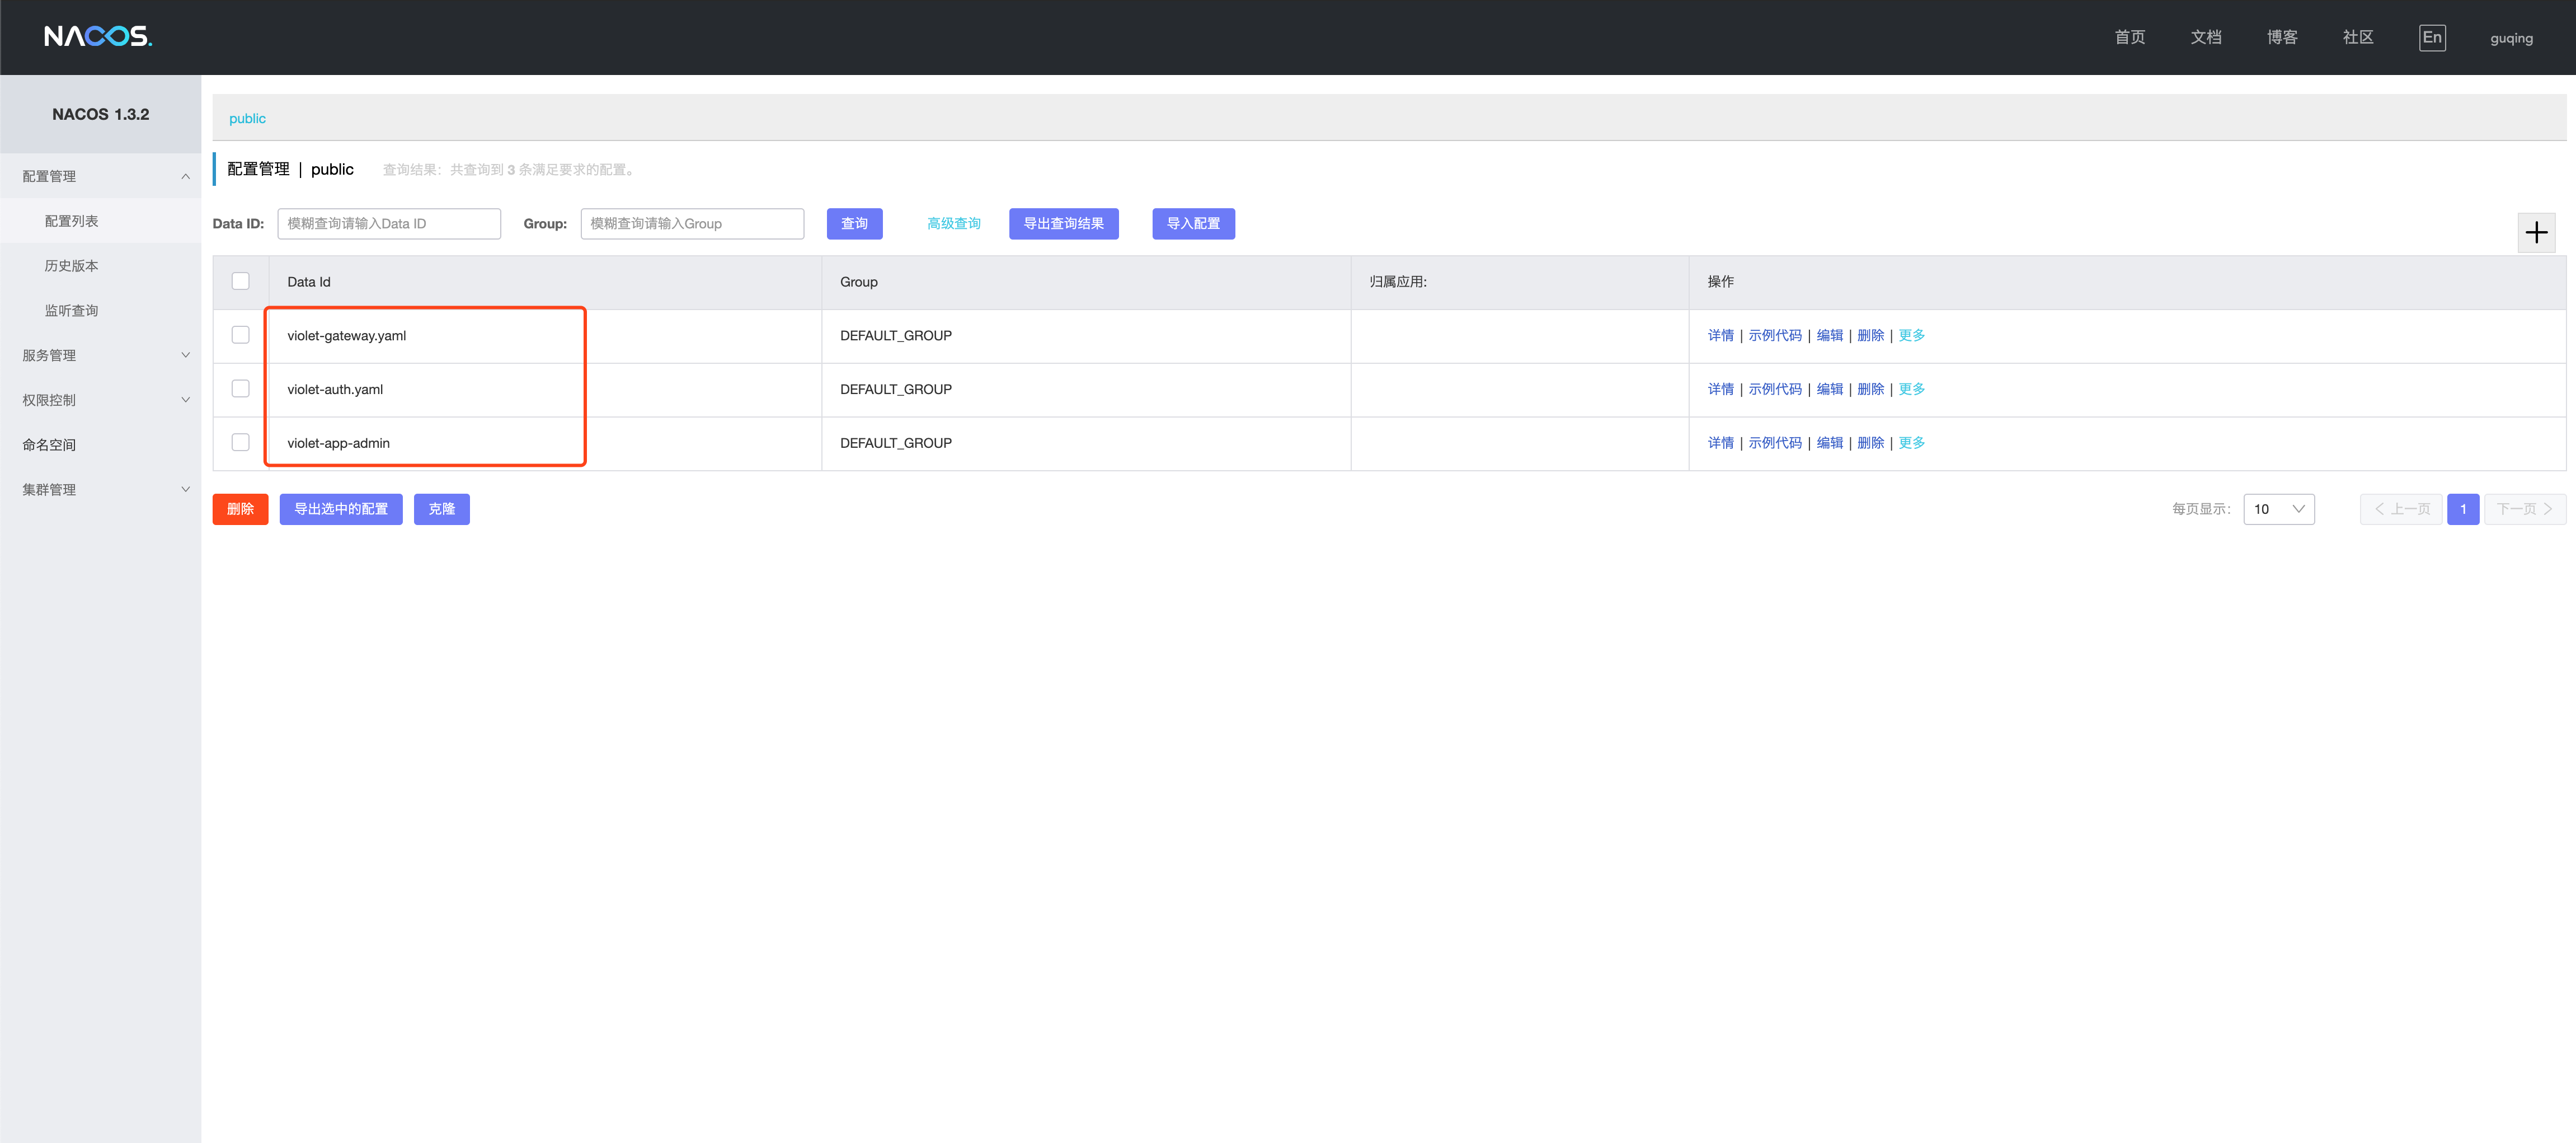 NACOS.
首页 文档 博客 社区 En guqing
NACOS 1.3.2
配置管理
配置列表
历史版本
监听查询
服务管理
权限控制
命名空间
集群管理
public
配置管理 | public 查询结果：共查询到 3 条满足要求的配置。
Data ID: 模糊查询请输入Data ID Group: 模糊查询请输入Group 查询 高级查询 导出查询结果 导入配置
Data Id Group 归属应用: 操作
violet-gateway.yaml DEFAULT_GROUP 详情 | 示例代码 | 编辑 | 删除 | 更多
violet-auth.yaml DEFAULT_GROUP 详情 | 示例代码 | 编辑 | 删除 | 更多
violet-app-admin DEFAULT_GROUP 详情 | 示例代码 | 编辑 | 删除 | 更多
删除 导出选中的配置 克隆 每页显示: 10 上一页 1 下一页